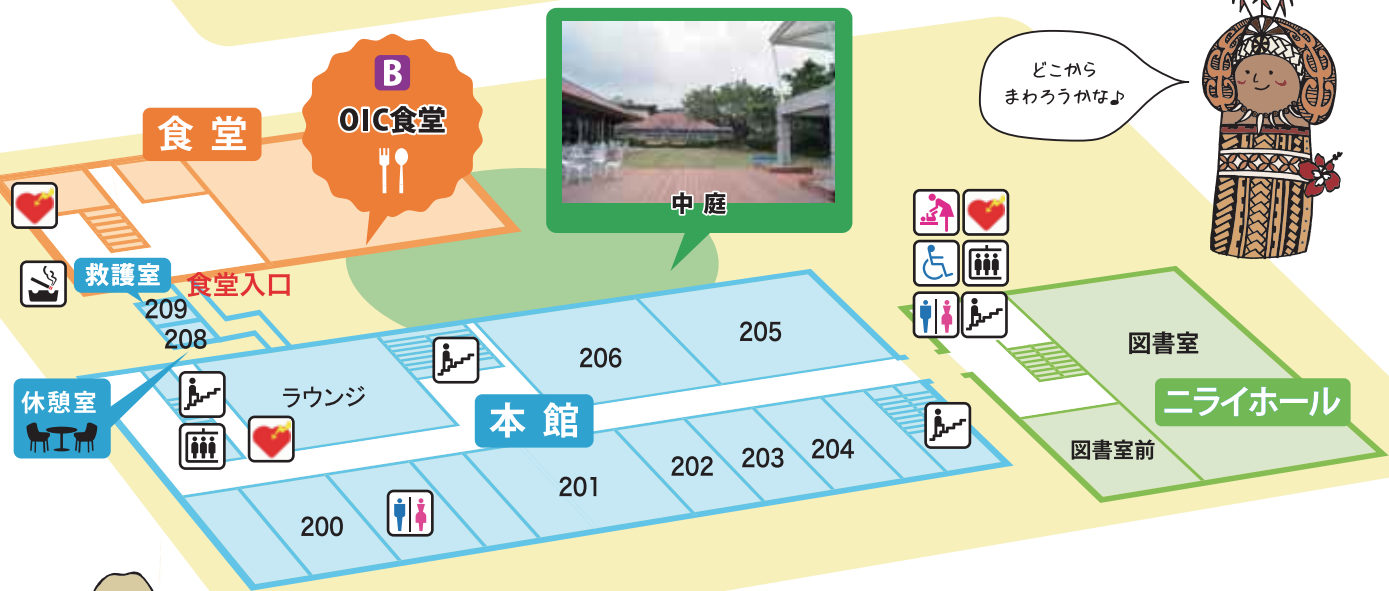 B
OIC食堂
食 堂
中 庭
どこから
まわろうかな♪
救護室
食堂入口
209
208
休憩室
ラウンジ
本 館
206
205
200
201
202
203
204
図書室
ニライホール
図書室前